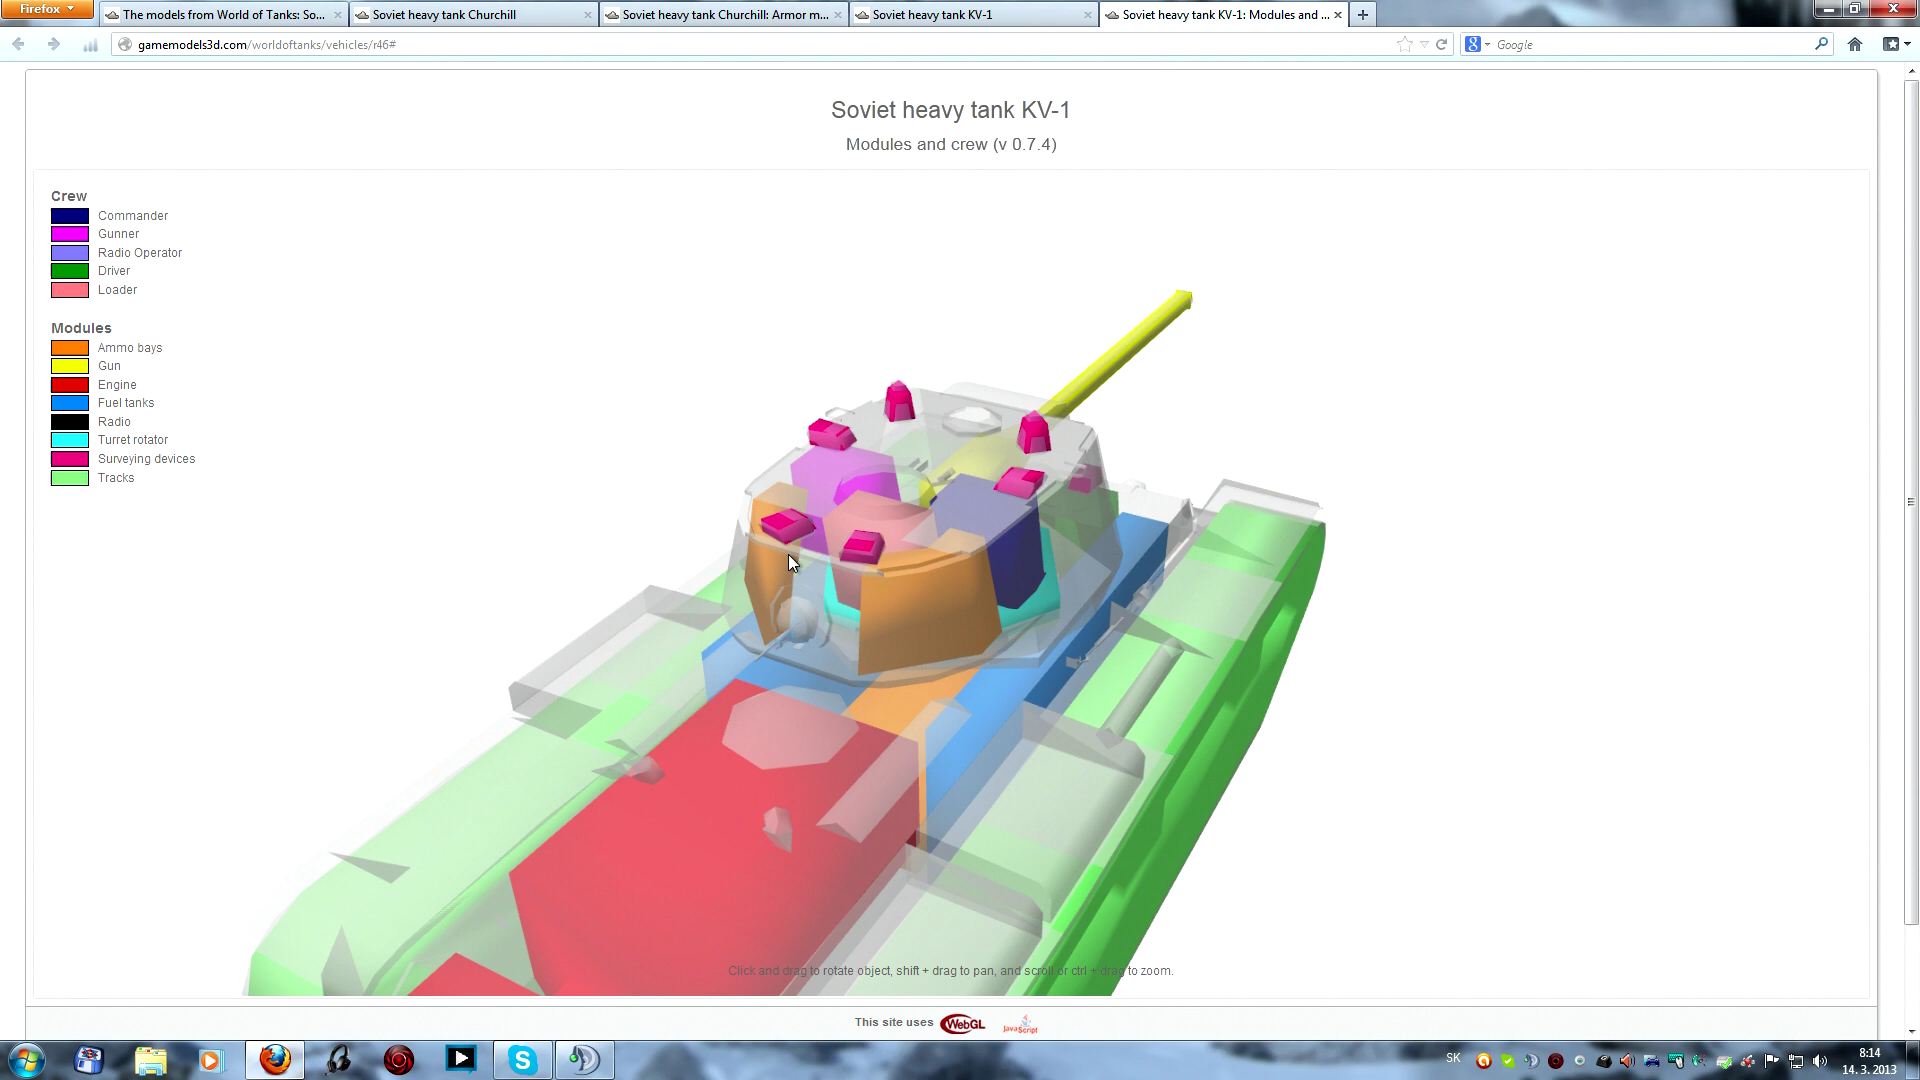 Firefox
The models from World of Tanks: So...
Soviet heavy tank Churchill
Soviet heavy tank Churchill: Armor m...
Soviet heavy tank KV-1
Soviet heavy tank KV-1: Modules and ...
gamemodels3d.com/worldoftanks/vehicles/r46#
Google
Soviet heavy tank KV-1
Modules and crew (v 0.7.4)
Crew
Commander
Gunner
Radio Operator
Driver
Loader
Modules
Ammo bays
Gun
Engine
Fuel tanks
Radio
Turret rotator
Surveying devices
Tracks
Click and drag to rotate object, shift + drag to pan, and scroll or ctrl + drag to zoom.
This site uses WebGL JavaScript
SK
8:14
14. 3. 2013